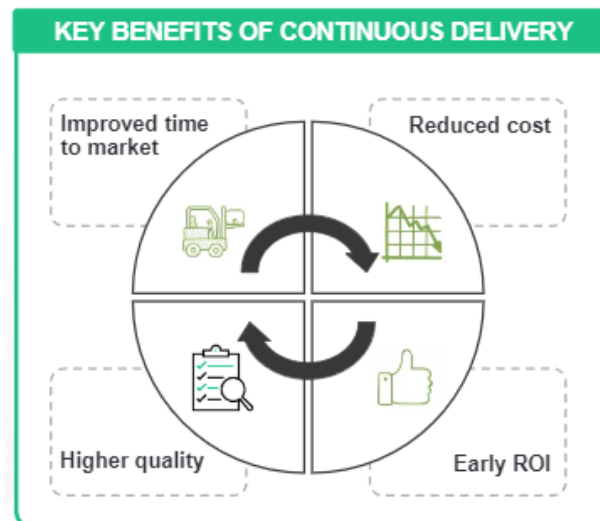 KEY BENEFITS OF CONTINUOUS DELIVERY
Improved time
to market
Reduced cost
Higher quality
Early ROI